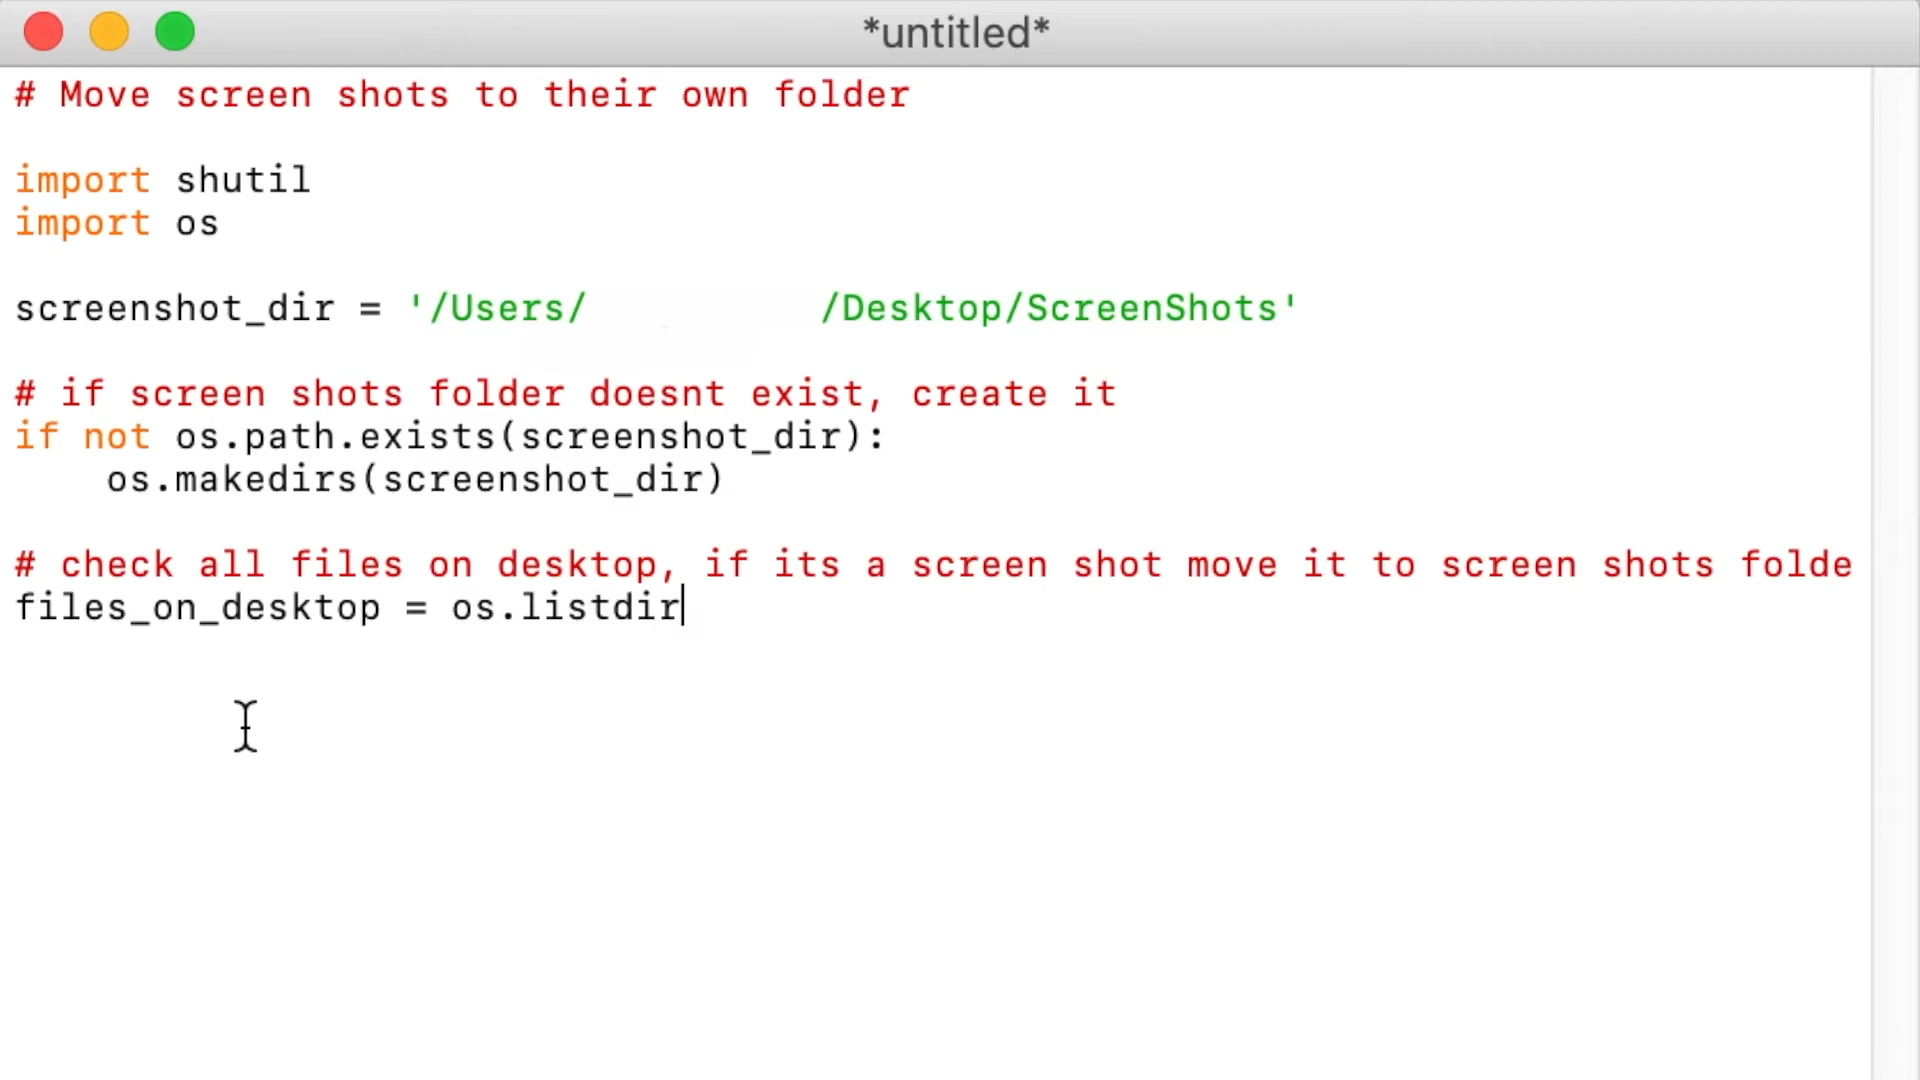 *untitled*
# Move screen shots to their own folder
import shutil
import os
screenshot_dir = '/Users/ /Desktop/ScreenShots'
# if screen shots folder doesnt exist, create it
if not os.path.exists(screenshot_dir):
    os.makedirs(screenshot_dir)
# check all files on desktop, if its a screen shot move it to screen shots folde
files_on_desktop = os.listdir